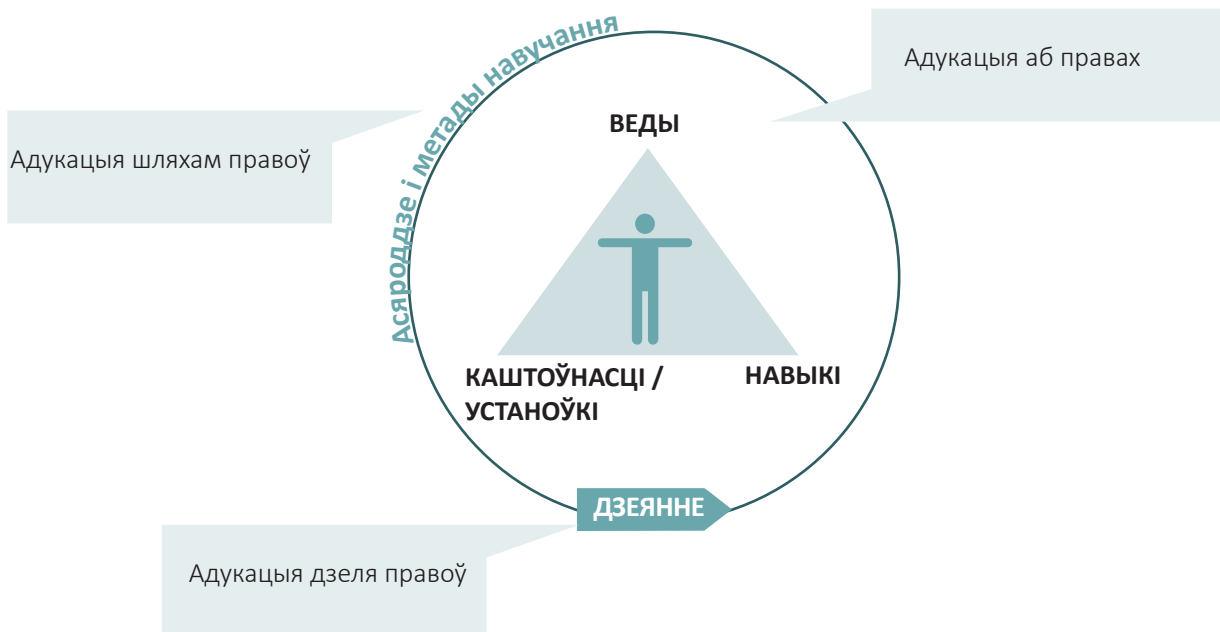 Адукацыя аб правах
Асяроддзе і метады навучання
ВЕДЫ
Адукацыя шляхам правоў
КАШТОЎНАСЦІ /
УСТАНОЎКІ
НАВЫКІ
ДЗЕЯННЕ
Адукацыя дзеля правоў